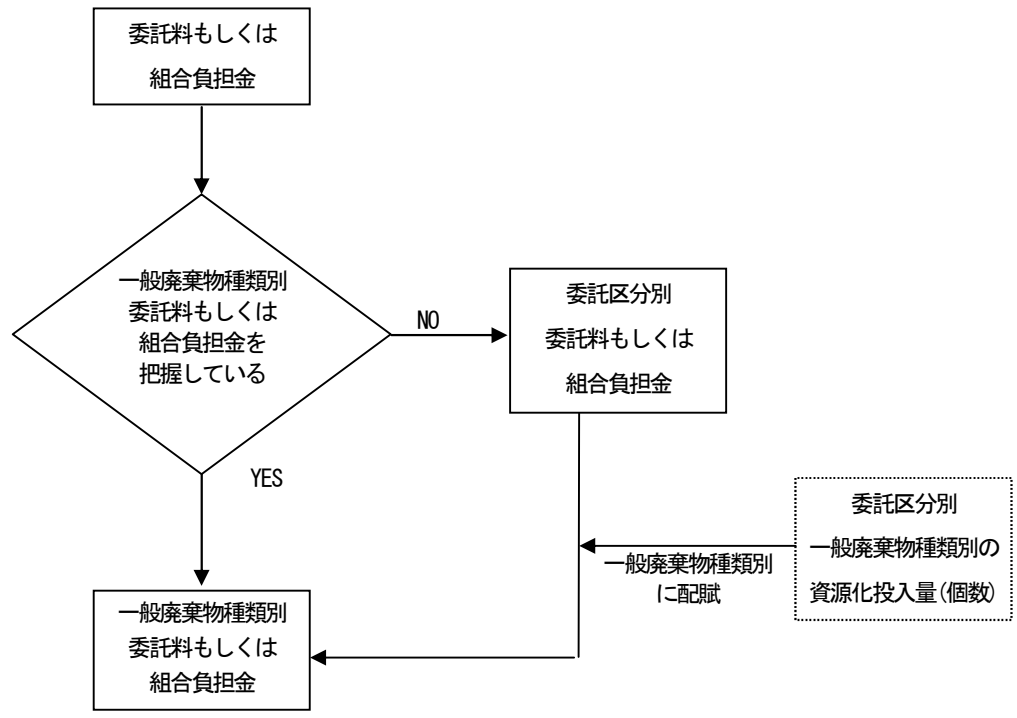 委託料もしくは
組合負担金
一般廃棄物種類別
委託料もしくは
組合負担金を
把握している
NO
委託区分別
委託料もしくは
組合負担金
YES
委託区分別
一般廃棄物種類別の
資源化投入量(個数)
一般廃棄物種類別
に配賦
一般廃棄物種類別
委託料もしくは
組合負担金